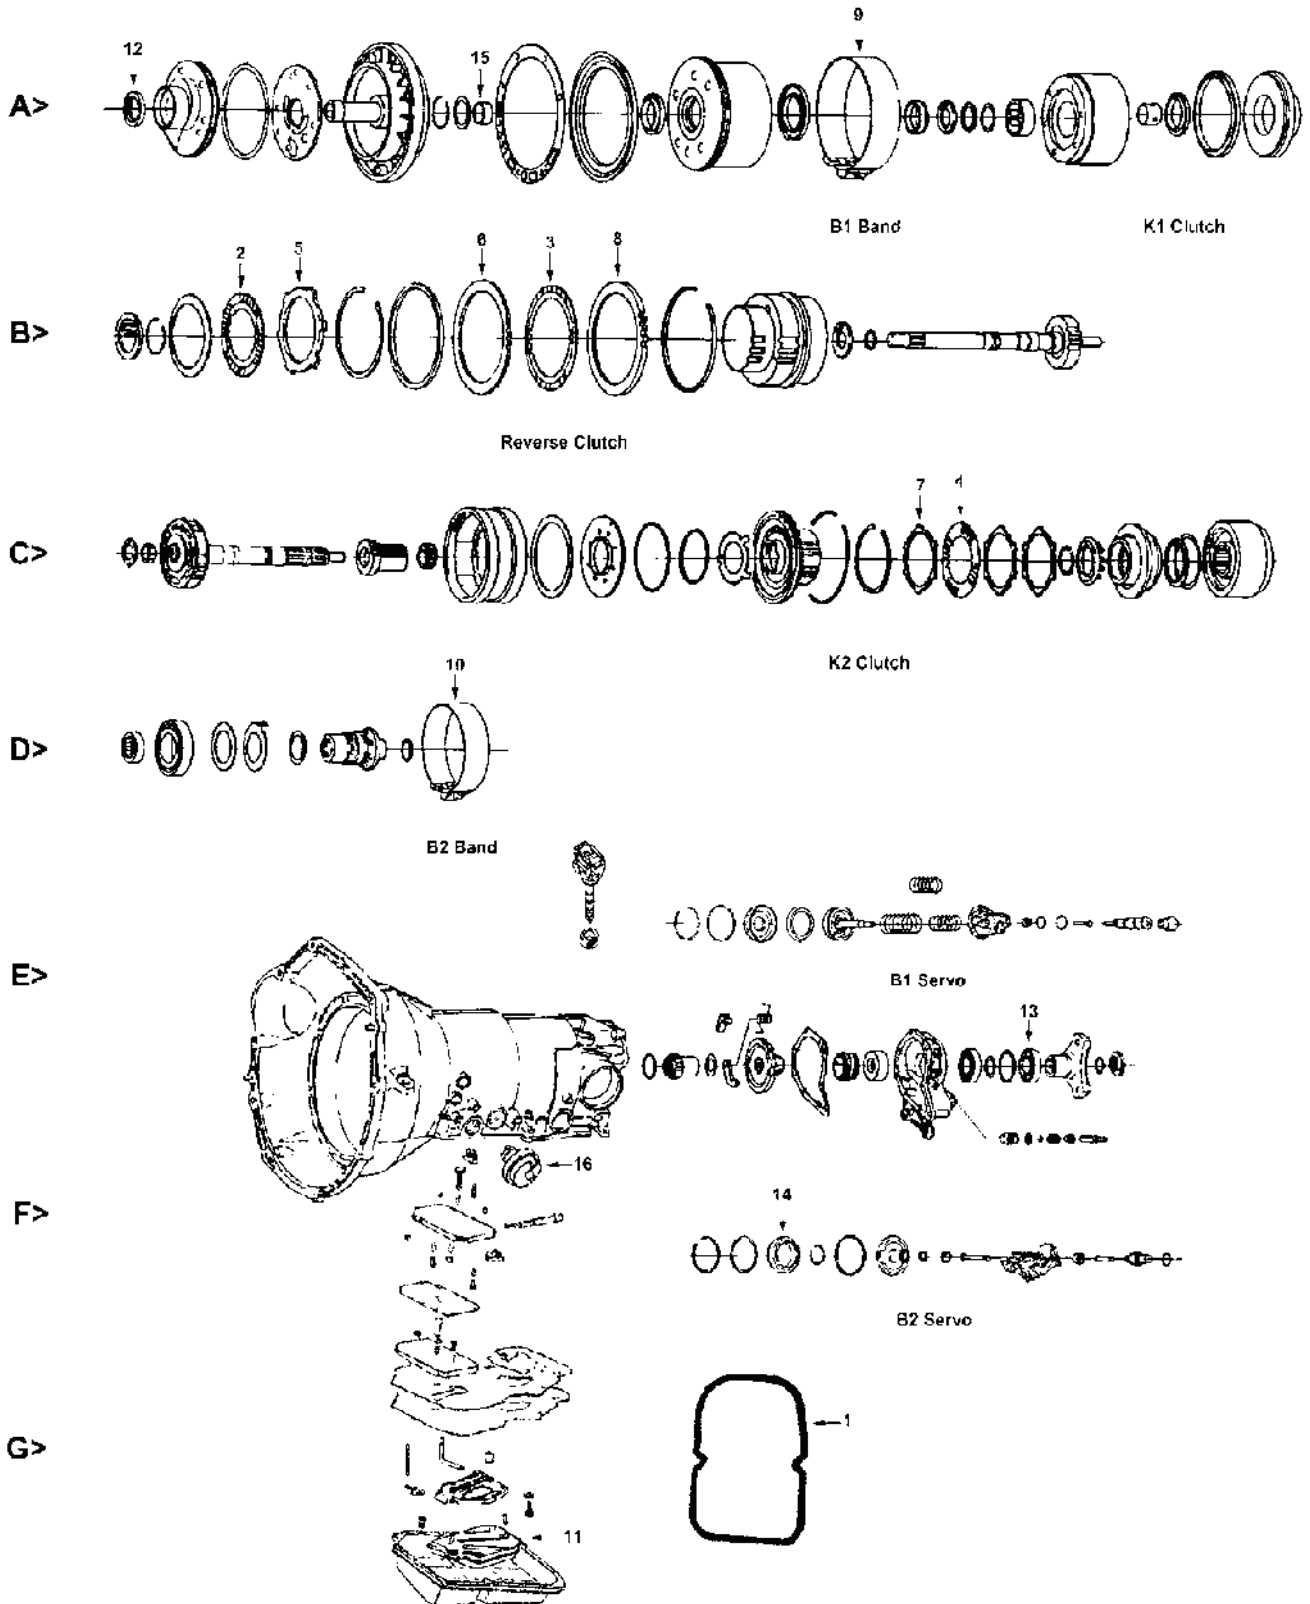 9
12
15
A>
B1 Band
K1 Clutch
2
5
6
3
8
B>
Reverse Clutch
7
4
C>
K2 Clutch
10
D>
B2 Band
E>
B1 Servo
13
16
F>
14
B2 Servo
1
G>
11